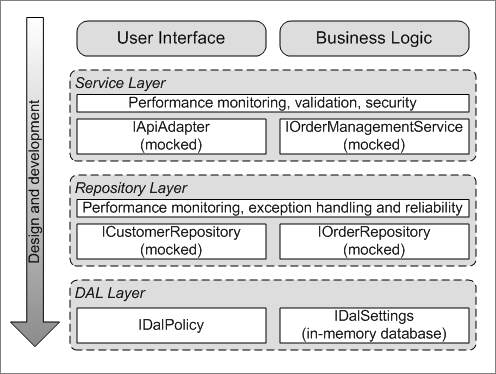 User Interface
Business Logic
Service Layer
Performance monitoring, validation, security
IApiAdapter
(mocked)
IOrderManagementService
(mocked)
Repository Layer
Performance monitoring, exception handling and reliability
ICustomerRepository
(mocked)
IOrderRepository
(mocked)
DAL Layer
IDalPolicy
IDalSettings
(in-memory database)
Design and development